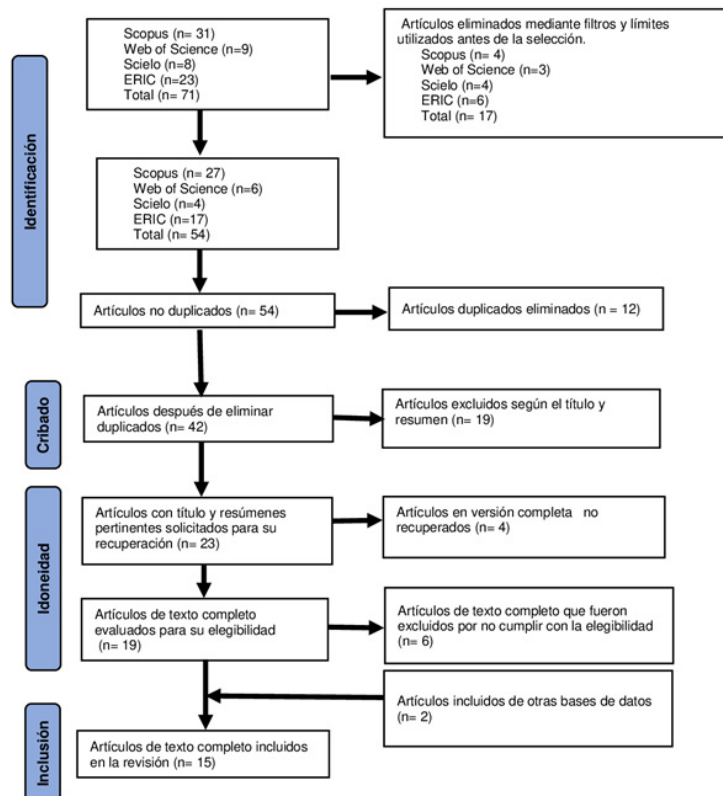 Scopus (n= 31)
Web of Science (n=9)
Scielo (n=8)
ERIC (n=23)
Total (n= 71)
Artículos eliminados mediante filtros y límites
utilizados antes de la selección.
Scopus (n= 4)
Web of Science (n=3)
Scielo (n=4)
ERIC (n=6)
Total (n= 17)
Identificación
Scopus (n= 27)
Web of Science (n=6)
Scielo (n=4)
ERIC (n=17)
Total (n= 54)
Artículos no duplicados (n= 54)
Artículos duplicados eliminados (n = 12)
Cribado
Artículos después de eliminar
duplicados (n= 42)
Artículos excluidos según el título y
resumen (n= 19)
Idoneidad
Artículos con título y resúmenes
pertinentes solicitados para su
recuperación (n= 23)
Artículos en versión completa no
recuperados (n= 4)
Artículos de texto completo
evaluados para su elegibilidad
(n= 19)
Artículos de texto completo que fueron
excluidos por no cumplir con la elegibilidad
(n= 6)
Artículos incluidos de otras bases de datos
(n= 2)
Inclusión
Artículos de texto completo incluidos
en la revisión (n= 15)